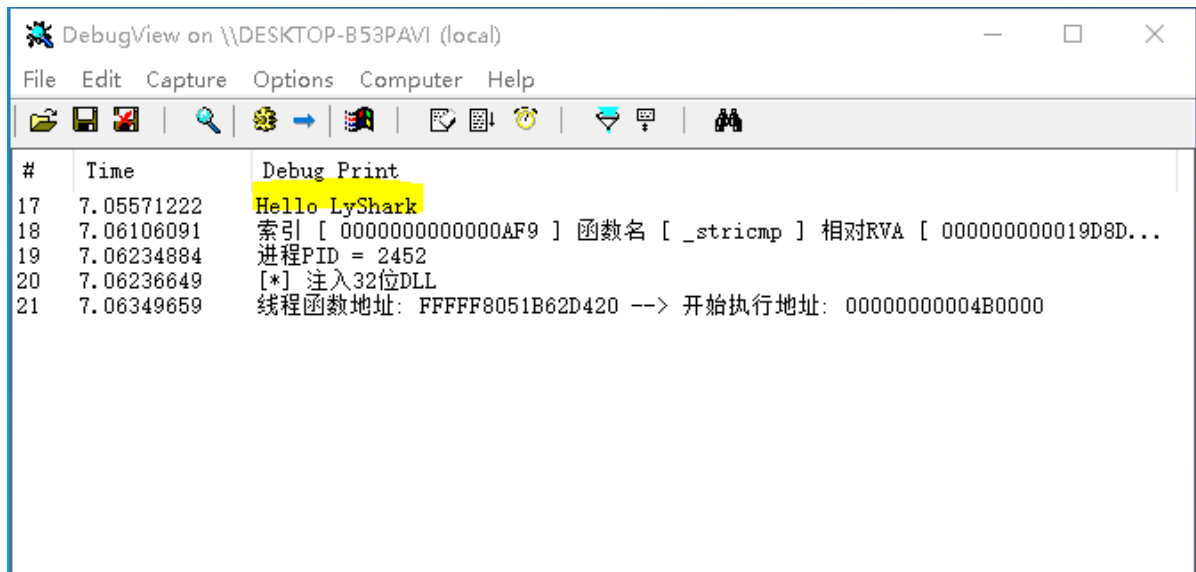 DebugView on \\DESKTOP-B53PAVI (local)
File Edit Capture Options Computer Help
# Time Debug Print
17 7.05571222 Hello LyShark
18 7.06106091 索引 [ 0000000000000AF9 ] 函数名 [ _stricmp ] 相对RVA [ 000000000019D8D...
19 7.06234884 进程PID = 2452
20 7.06236649 [*] 注入32位DLL
21 7.06349659 线程函数地址: FFFFF8051B62D420 --> 开始执行地址: 00000000004B0000